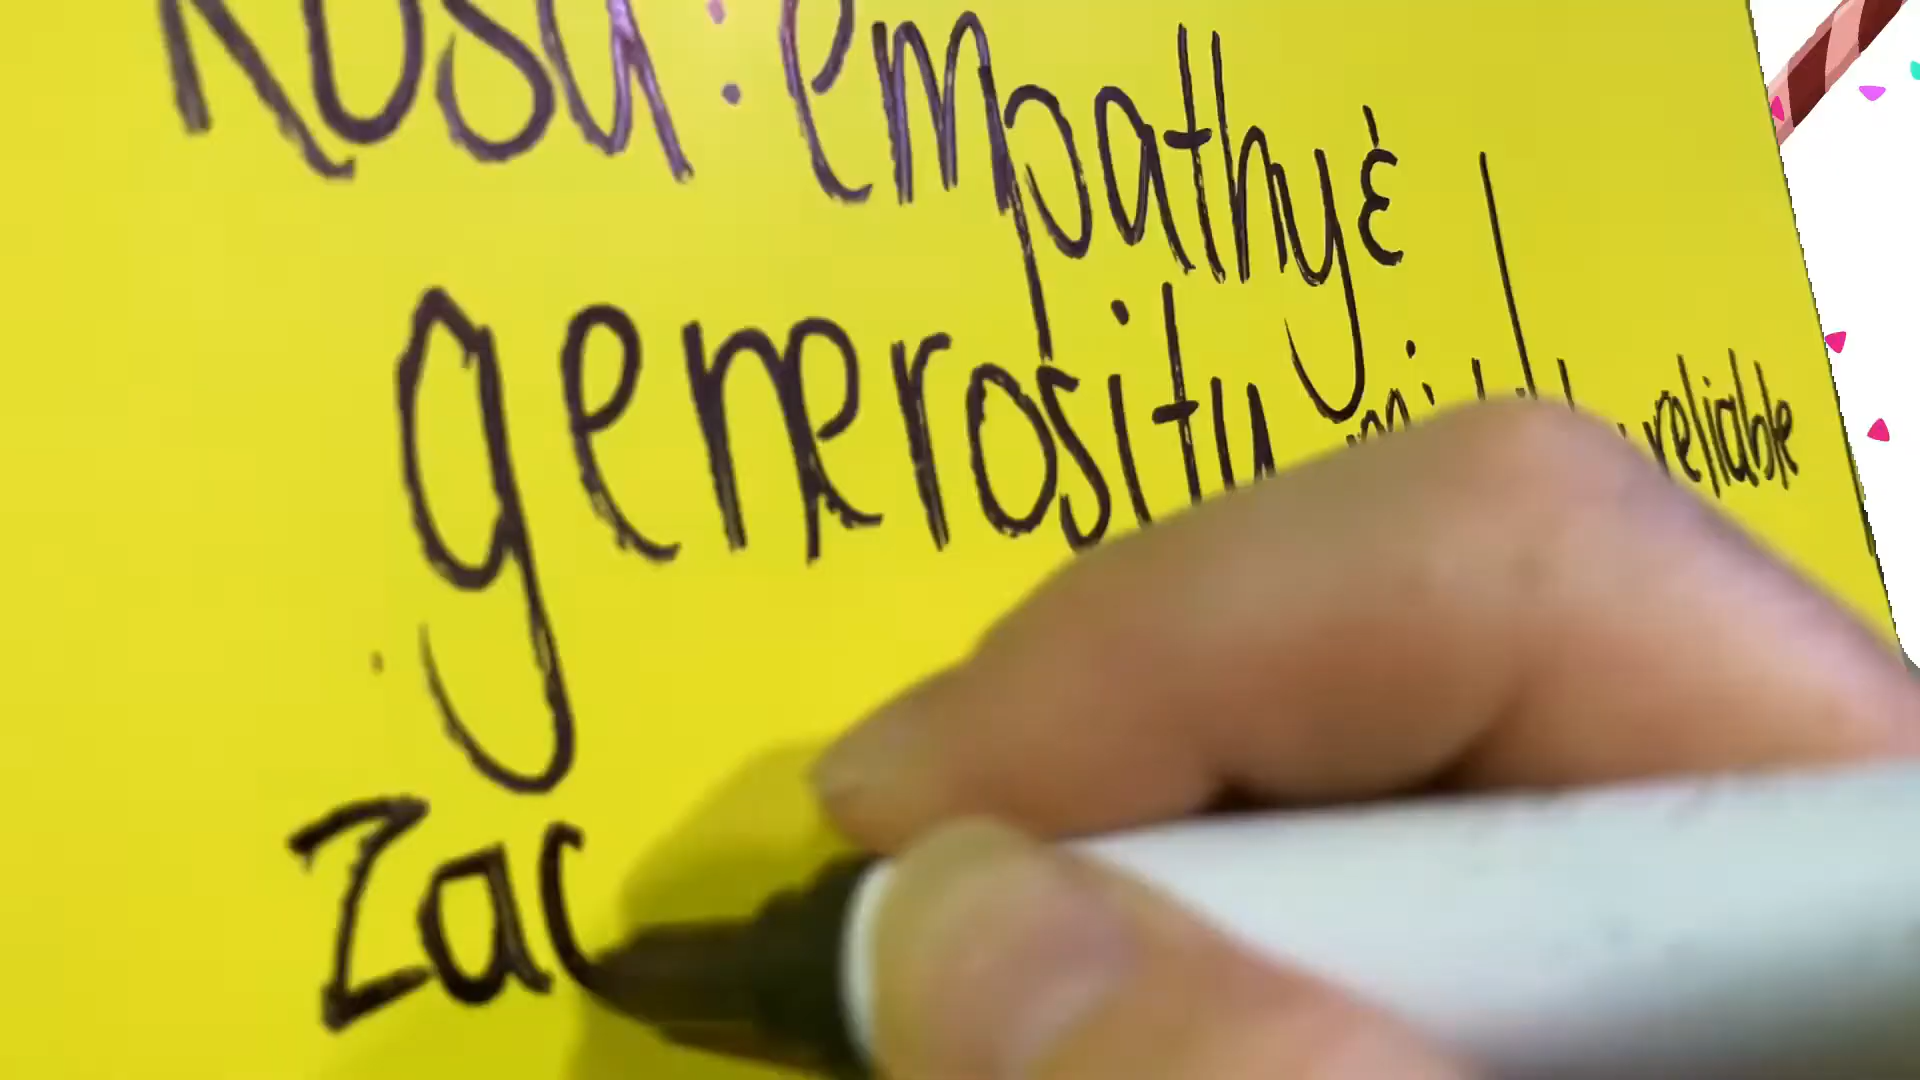 Rosa: empathy &
generosity
reliable
Zac